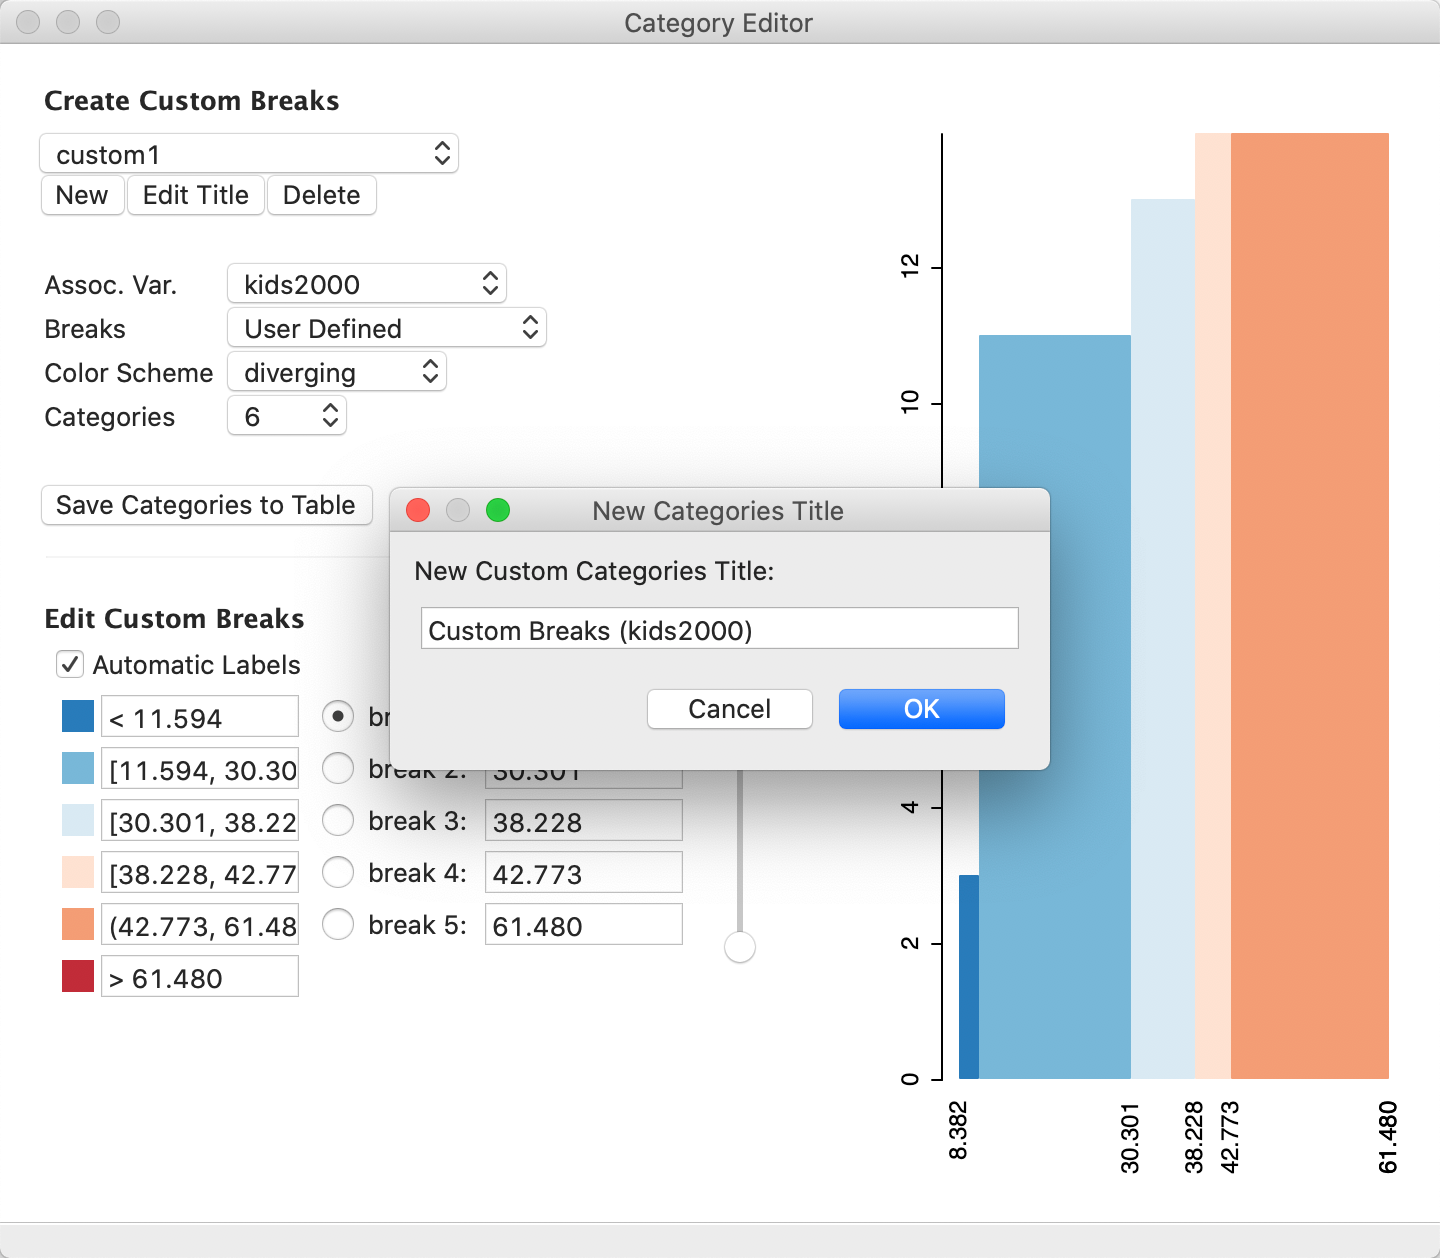 Category Editor
Create Custom Breaks
custom1
New Edit Title Delete
Assoc. Var. kids2000
Breaks User Defined
Color Scheme diverging
Categories 6
Save Categories to Table
New Categories Title
New Custom Categories Title:
Custom Breaks (kids2000)
Cancel OK
Edit Custom Breaks
Automatic Labels
< 11.594
[11.594, 30.30 break 2: 30.301
[30.301, 38.22 break 3: 38.228
[38.228, 42.77 break 4: 42.773
(42.773, 61.48 break 5: 61.480
> 61.480
12
10
4
2
0
8.382 30.301 38.228 42.773 61.480